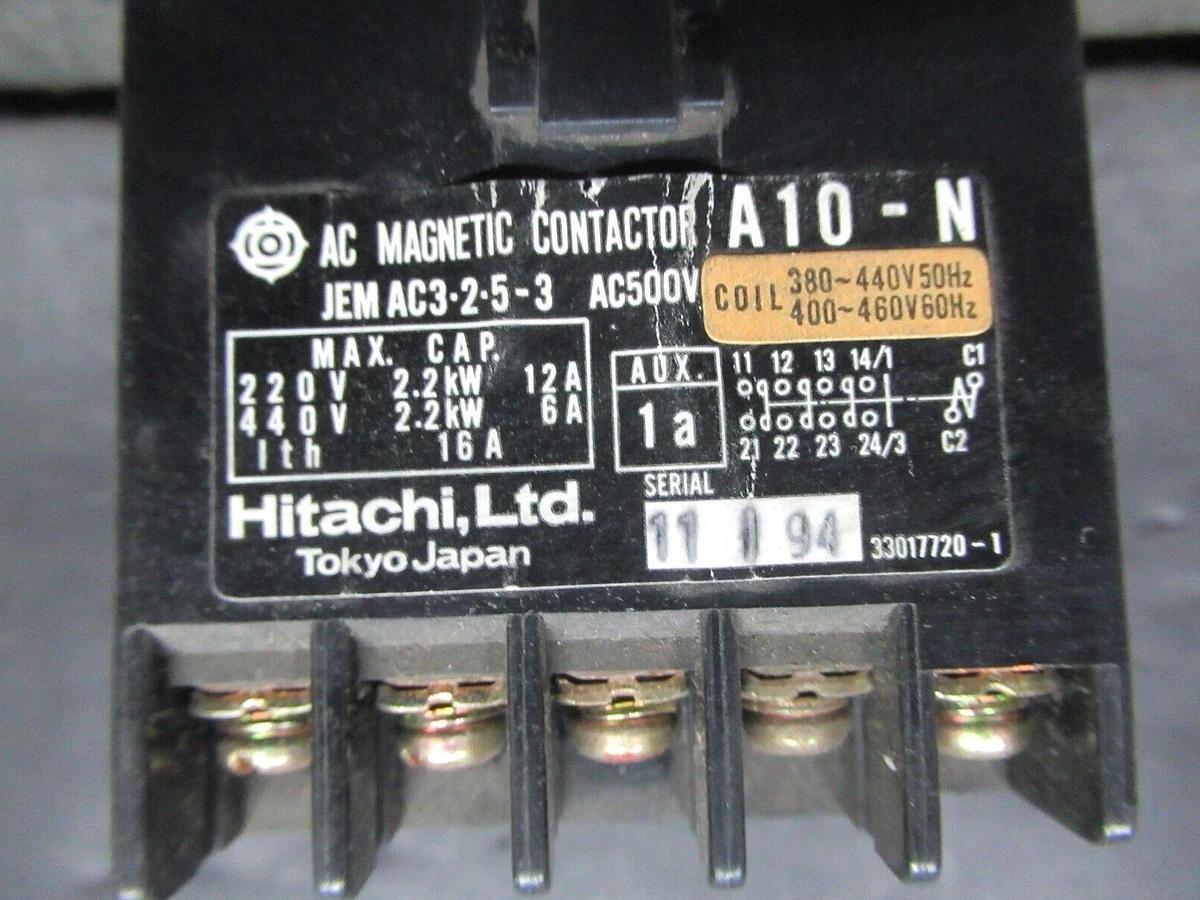 AC MAGNETIC CONTACTOR A10-N
JEM AC3·2·5-3 AC500V
COIL 380~440V50Hz
400~460V60Hz
MAX. CAP.
220V 2.2kW 12A
440V 2.2kW 6A
Ith 16A
AUX.
1a
11 12 13 14/1 C1
21 22 23 24/3 C2
Hitachi, Ltd.
Tokyo Japan
SERIAL
11 94
33017720-1